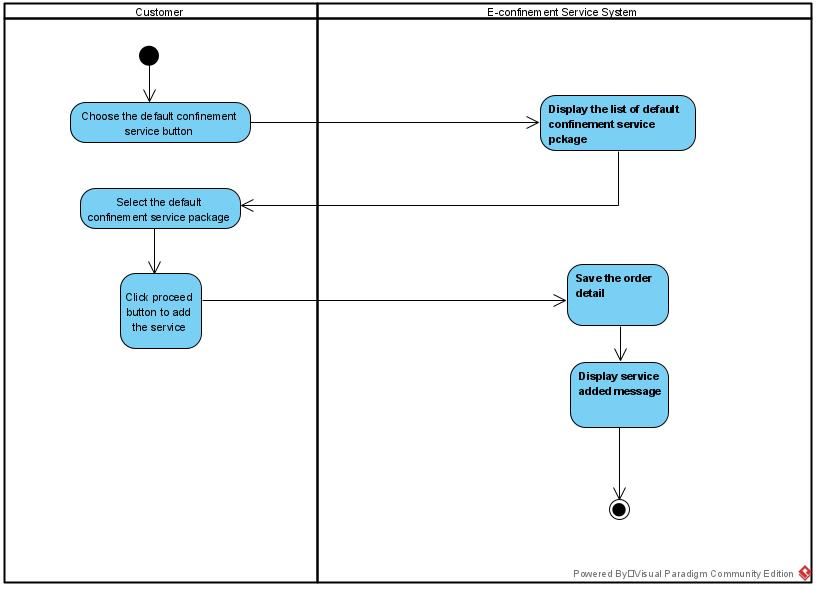 Customer
E-confinement Service System
Choose the default confinement
service button
Display the list of default
confinement service
pckage
Select the default
confinement service package
Click proceed
button to add
the service
Save the order
detail
Display service
added message
Powered By Visual Paradigm Community Edition